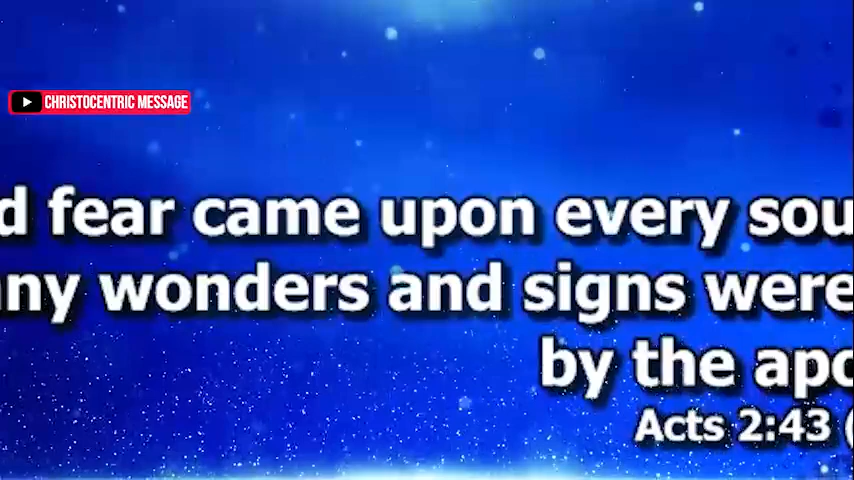 CHRISTOCENTRIC MESSAGE
d fear came upon every sou
ny wonders and signs were
by the apo
Acts 2:43 (